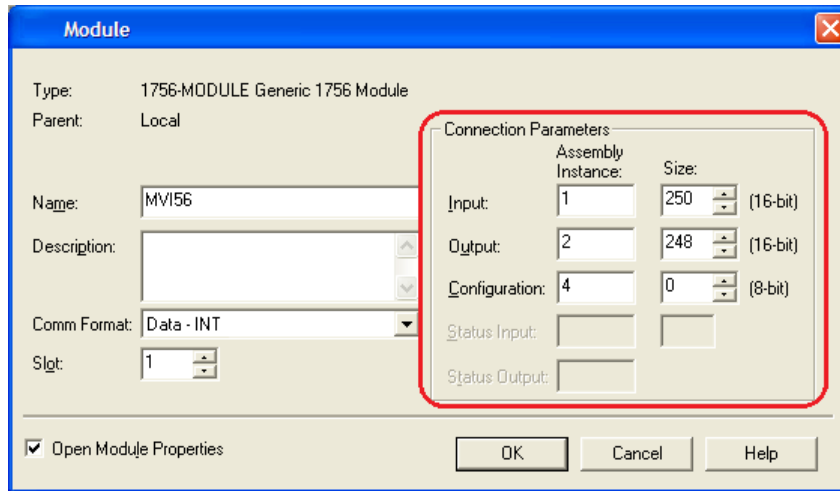 Module
Type: 1756-MODULE Generic 1756 Module
Parent: Local
Connection Parameters
Assembly Instance: Size:
Name: MVI56
Input: 1 250 (16-bit)
Description:
Output: 2 248 (16-bit)
Configuration: 4 0 (8-bit)
Comm Format: Data - INT
Status Input:
Slot: 1
Status Output:
Open Module Properties
OK Cancel Help